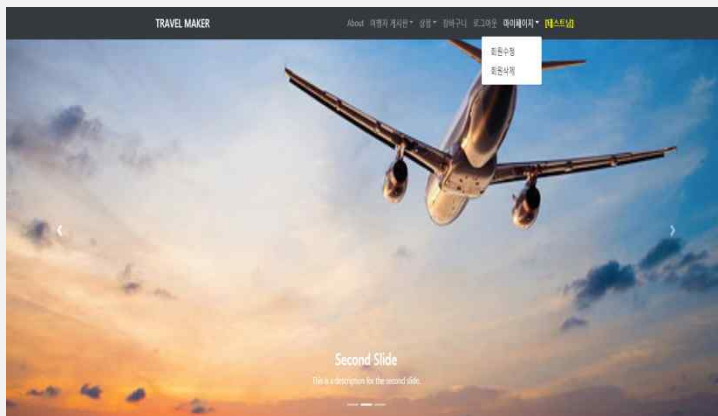 TRAVEL MAKER
About 여행자 게시판 상품 장바구니 로그아웃 마이페이지 [테스트님]
회원수정
회원삭제
Second Slide
This is a description for the second slide.